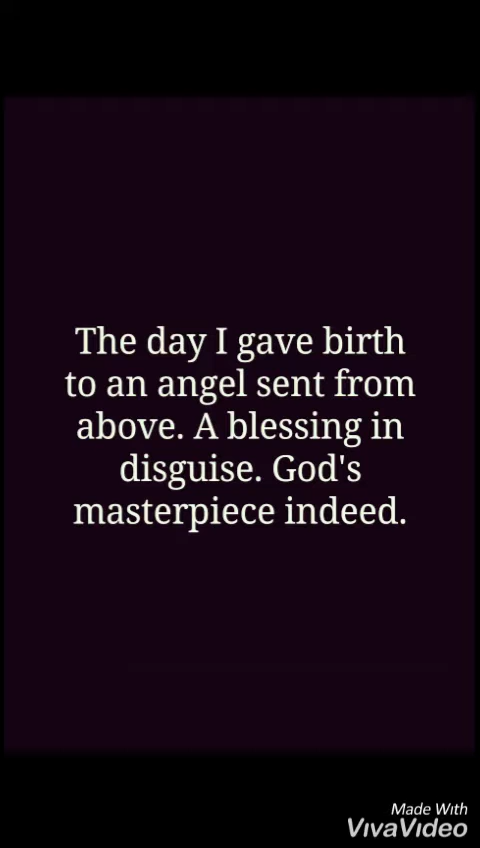 The day I gave birth
to an angel sent from
above. A blessing in
disguise. God's
masterpiece indeed.
Made With
VivaVideo